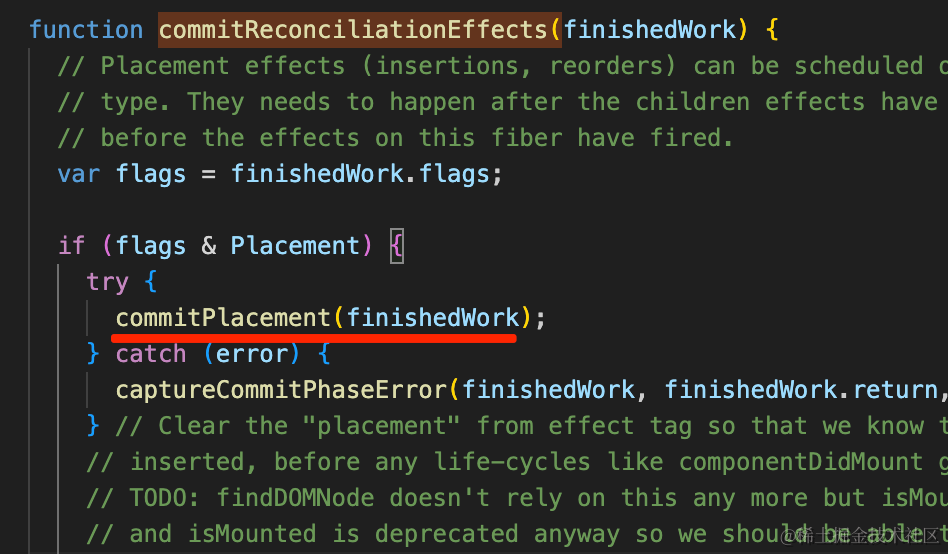 function commitReconciliationEffects(finishedWork) {
// Placement effects (insertions, reorders) can be scheduled
// type. They needs to happen after the children effects have
// before the effects on this fiber have fired.
var flags = finishedWork.flags;
if (flags & Placement) {
try {
commitPlacement(finishedWork);
} catch (error) {
captureCommitPhaseError(finishedWork, finishedWork.return,
} // Clear the "placement" from effect tag so that we know
// inserted, before any life-cycles like componentDidMount
// TODO: findDOMNode doesn't rely on this any more but isMou
// and isMounted is deprecated anyway so we should be able
@稀土掘金技术社区